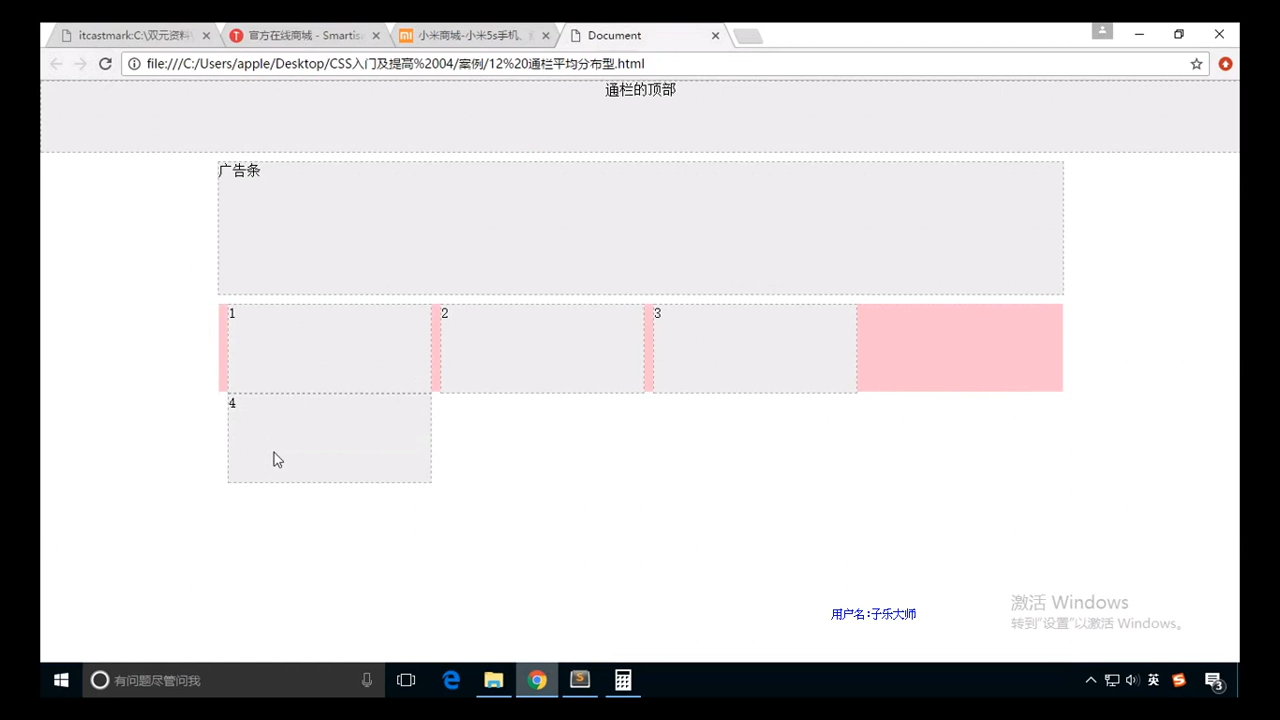 itcastmark:C:\双元资料\
官方在线商城 - Smartis
小米商城-小米5s手机、
Document
file:///C:/Users/apple/Desktop/CSS入门及提高%2004/案例/12%20通栏平均分布型.html
通栏的顶部
广告条
1
2
3
4
用户名:子乐大师
激活 Windows
转到"设置"以激活 Windows。
有问题尽管问我
英
3